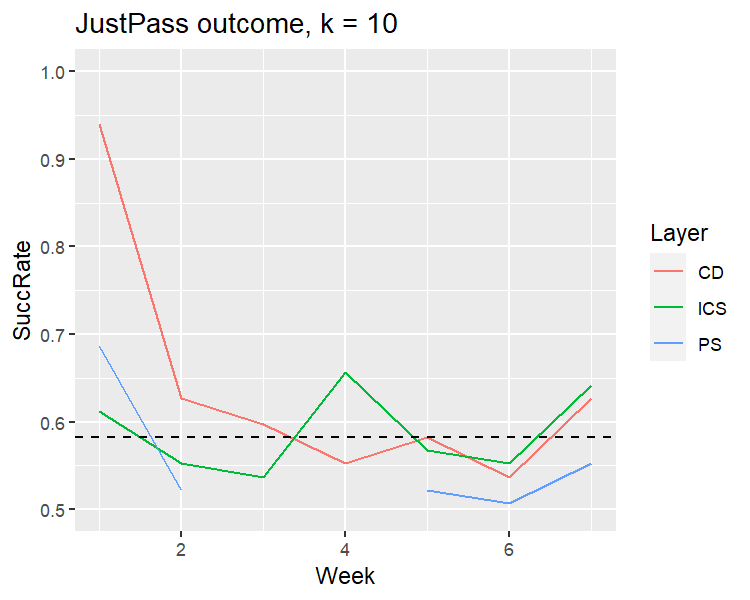 JustPass outcome, k = 10
SuccRate
1.0
0.9
0.8
0.7
0.6
0.5
2
4
6
Week
Layer
CD
ICS
PS